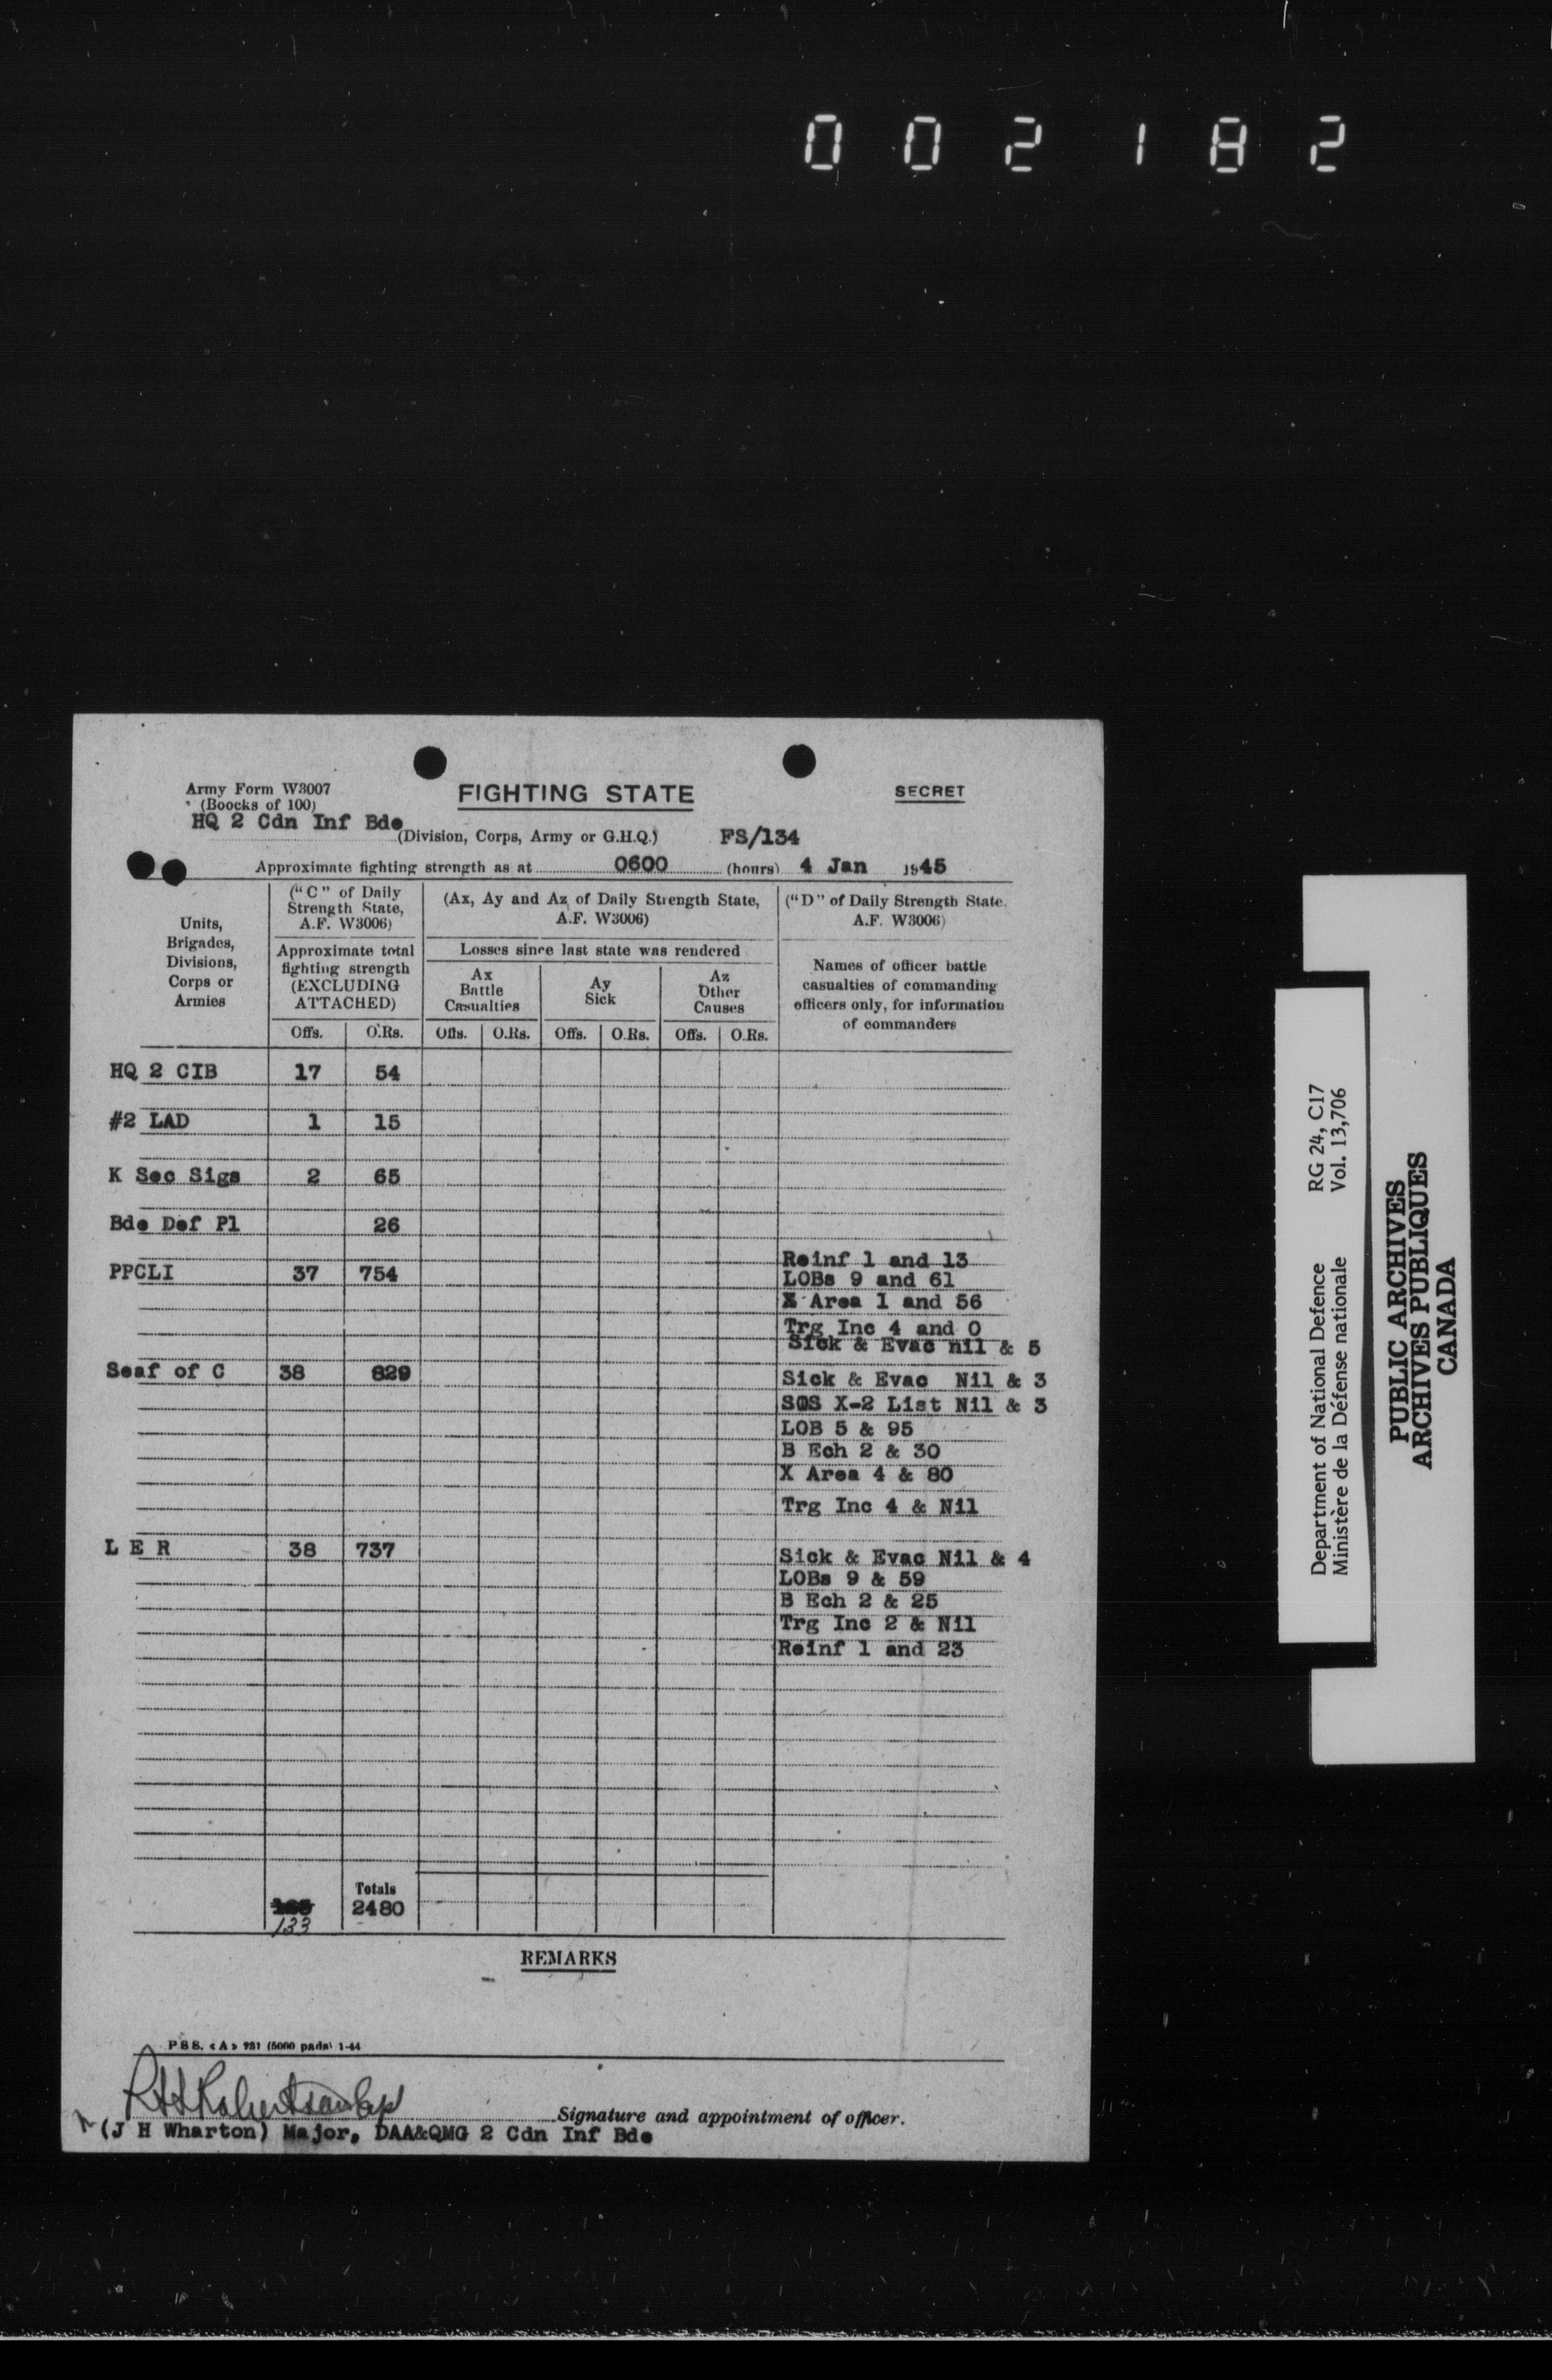 002182
Army Form W3007
(Boocks of 100)
FIGHTING STATE
SECRET
HQ 2 Cdn Inf Bde
(Division, Corps, Army or G.H.Q.)
FS/134
Approximate fighting strength as at 0600 (hours) 4 Jan 1945
Units, Brigades, Divisions, Corps or Armies
("C" of Daily Strength State, A.F. W3006)
Approximate total fighting strength (EXCLUDING ATTACHED)
(Ax, Ay and Az of Daily Strength State, A.F. W3006)
Losses since last state was rendered
Ax Battle Casualties
Ay Sick
Az Other Causes
("D" of Daily Strength State. A.F. W3006)
Names of officer battle casualties of commanding officers only, for information of commanders
Offs. O.Rs. Offs. O.Rs. Offs. O.Rs. Offs. O.Rs.
HQ 2 CIB 17 54
#2 LAD 1 15
K Sec Sigs 2 65
Bde Def Pl 26
PPCLI 37 754
Reinf 1 and 13
LOBs 9 and 61
X Area 1 and 56
Trg Inc 4 and 0
Sick & Evac nil & 5
Seaf of C 38 829
Sick & Evac Nil & 3
SOS X-2 List Nil & 3
LOB 5 & 95
B Ech 2 & 30
X Area 4 & 80
Trg Inc 4 & Nil
L E R 38 737
Sick & Evac Nil & 4
LOBs 9 & 59
B Ech 2 & 25
Trg Inc 2 & Nil
Reinf 1 and 23
Totals
2480
133
REMARKS
P.S.S. «A» 981 (5000 pads) 1-44
Signature and appointment of officer.
(J H Wharton) Major, DAA&QMG 2 Cdn Inf Bde
Department of National Defence RG 24, C17
Ministère de la Défense nationale Vol. 13,706
PUBLIC ARCHIVES
ARCHIVES PUBLIQUES
CANADA